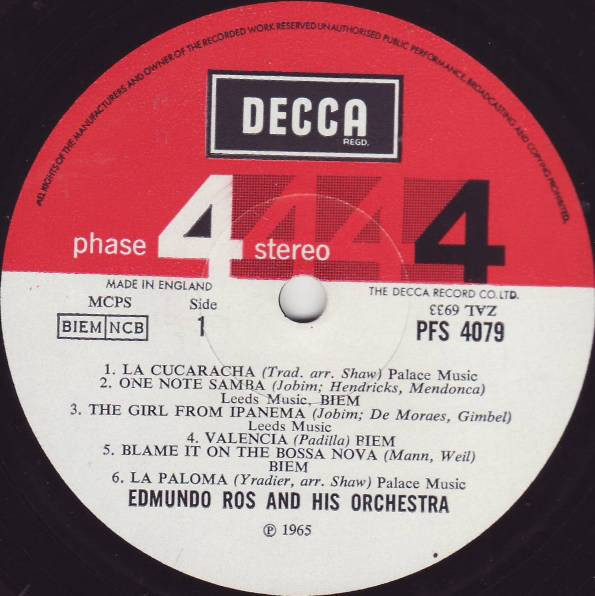 ALL RIGHTS OF THE MANUFACTURERS AND OWNER OF THE RECORDED WORK RESERVED UNAUTHORISED PUBLIC PERFORMANCE, BROADCASTING AND COPYING PROHIBITED.
DECCA
REGD.
phase 4 stereo 4 4 4
MADE IN ENGLAND
THE DECCA RECORD CO. LTD.
MCPS
BIEM NCB
Side
1
ZAL 6933
PFS 4079
1. LA CUCARACHA (Trad. arr. Shaw) Palace Music
2. ONE NOTE SAMBA (Jobim; Hendricks, Mendonca)
Leeds Music, BIEM
3. THE GIRL FROM IPANEMA (Jobim; De Moraes, Gimbel)
Leeds Music
4. VALENCIA (Padilla) BIEM
5. BLAME IT ON THE BOSSA NOVA (Mann, Weil)
BIEM
6. LA PALOMA (Yradier, arr. Shaw) Palace Music
EDMUNDO ROS AND HIS ORCHESTRA
℗ 1965